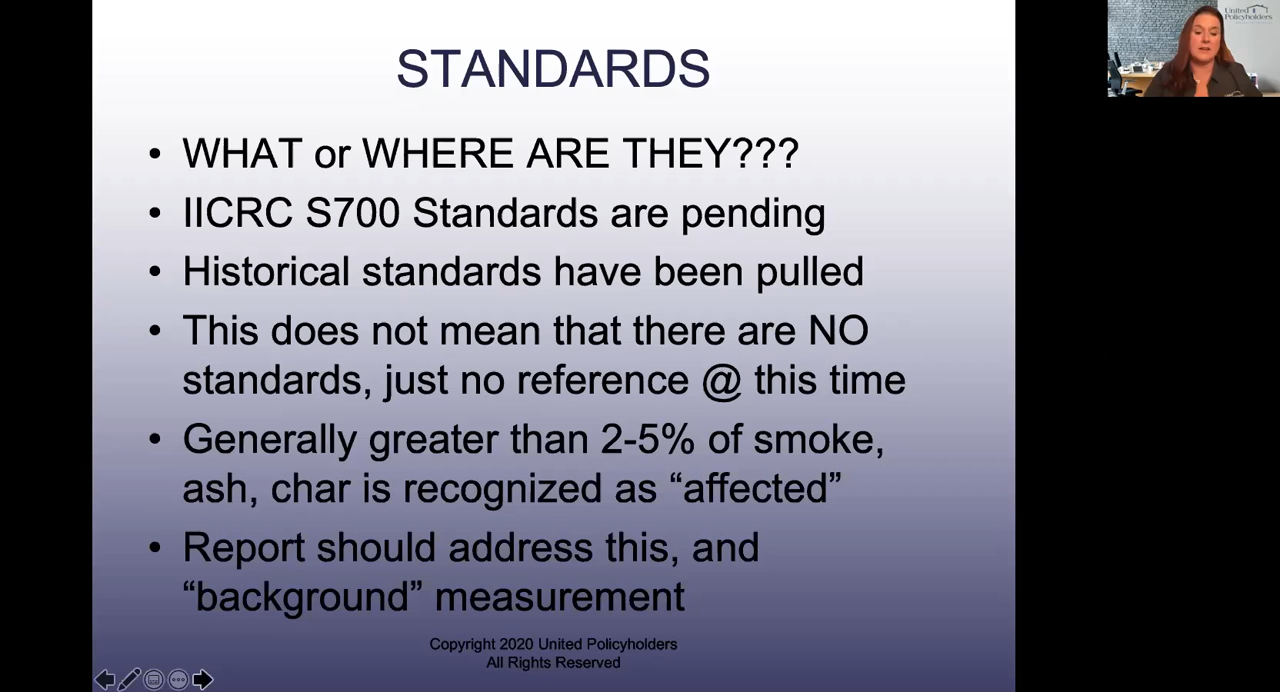 STANDARDS
• WHAT or WHERE ARE THEY???
• IICRC S700 Standards are pending
• Historical standards have been pulled
• This does not mean that there are NO
standards, just no reference @ this time
• Generally greater than 2-5% of smoke,
ash, char is recognized as “affected”
• Report should address this, and
“background” measurement
Copyright 2020 United Policyholders
All Rights Reserved
United
Policyholders